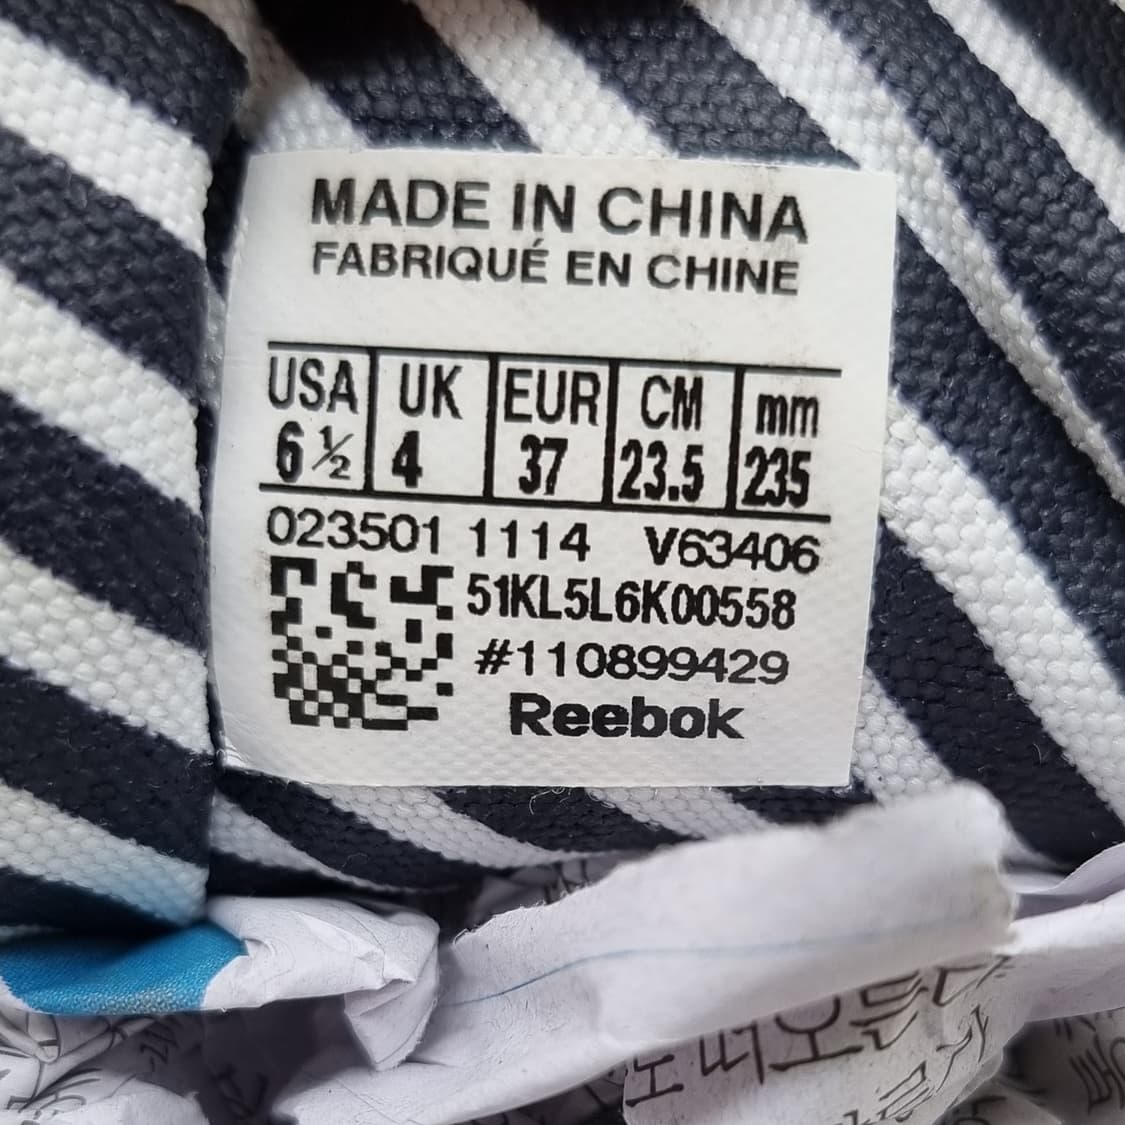 MADE IN CHINA
FABRIQUÉ EN CHINE
USA UK EUR CM mm
6 ½ 4 37 23.5 235
023501 1114 V63406
51KL5L6K00558
#110899429
Reebok